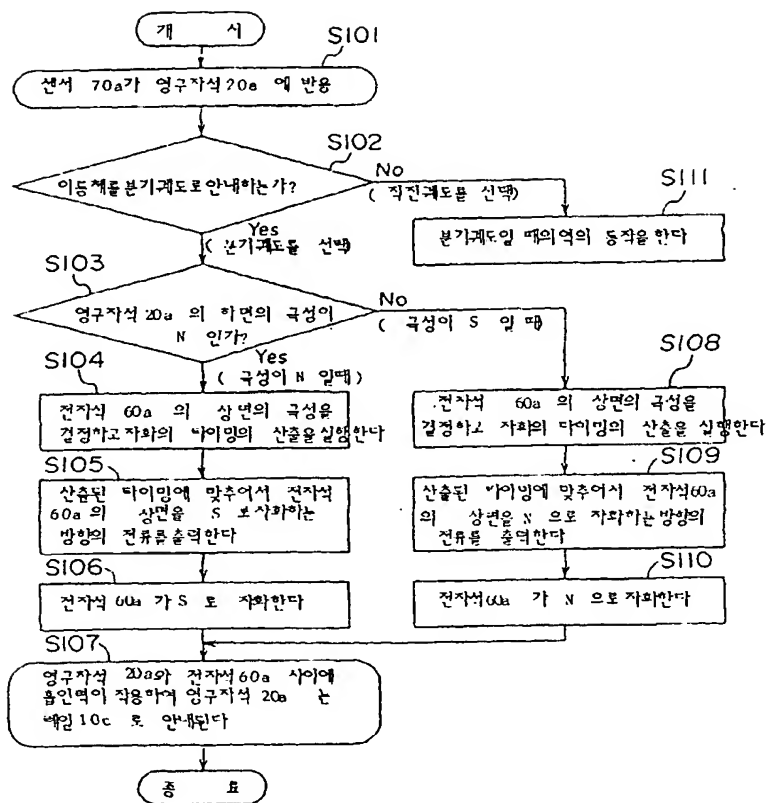 개 시
S101
센서 70a가 영구자석 20a 에 반응
S102
이동체를 분기궤도로 안내하는가?
No
( 직진궤도를 선택)
S111
분기궤도일 때의 역의 동작을 한다
Yes
( 분기궤도를 선택)
S103
영구자석 20a 의 하면의 극성이
N 인가?
No
( 극성이 S 일 때)
Yes
( 극성이 N 일때)
S104
전자석 60a 의 상면의 극성을
결정하고 자화의 타이밍의 산출을 실행한다
S108
전자석 60a 의 상면의 극성을
결정하고 자화의 타이밍의 산출을 실행한다
S105
산출된 타이밍에 맞추어서 전자석
60a 의 상면을 S 로 자화하는
방향의 전류를 출력한다
S109
산출된 타이밍에 맞추어서 전자석60a
의 상면을 N 으로 자화하는 방향의
전류를 출력한다
S106
전자석 60a 가 S 로 자화한다
S110
전자석60a 가 N 으로 자화한다
S107
영구자석 20a와 전자석60a 사이에
흡인력이 작용하여 영구자석 20a 는
레일10c 로 안내된다
종 료